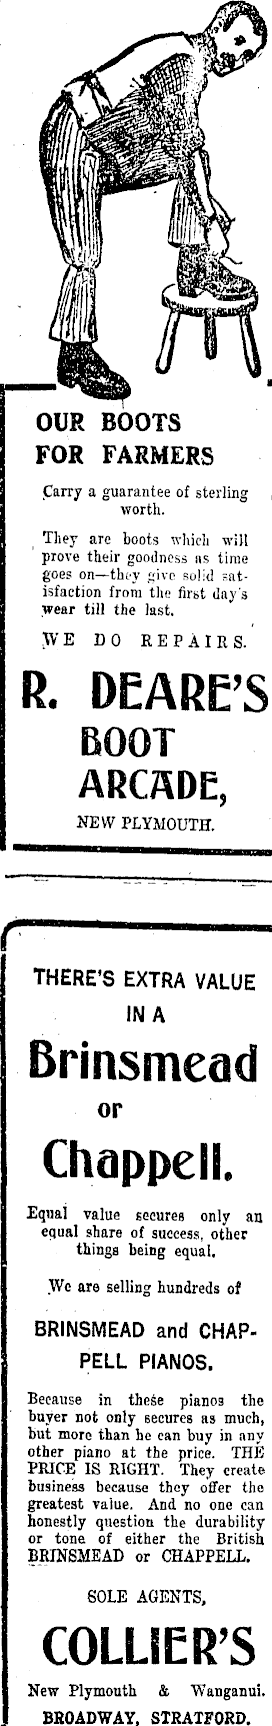 OUR BOOTS
FOR FARMERS
Carry a guarantee of sterling
worth.
They are boots which will
prove their goodness as time
goes on—they give solid sat-
isfaction from the first day's
wear till the last.
WE DO REPAIRS.
R. DEARE'S
BOOT
ARCADE,
NEW PLYMOUTH.
THERE'S EXTRA VALUE
IN A
Brinsmead
or
Chappell.
Equal value secures only an
equal share of success, other
things being equal.
We are selling hundreds of
BRINSMEAD and CHAP-
PELL PIANOS.
Because in these pianos the
buyer not only secures as much,
but more than he can buy in any
other piano at the price. THE
PRICE IS RIGHT. They create
business because they offer the
greatest value. And no one can
honestly question the durability
or tone of either the British
BRINSMEAD or CHAPPELL.
SOLE AGENTS,
COLLIER'S
New Plymouth & Wanganui.
BROADWAY, STRATFORD.